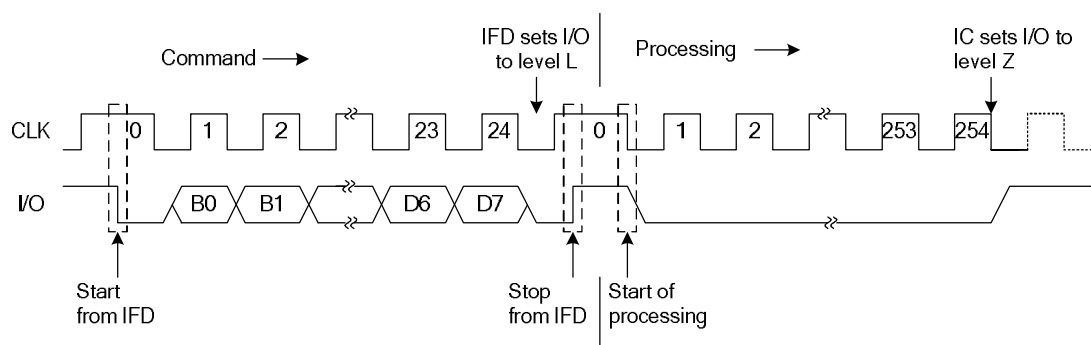 Command
IFD sets I/O
to level L
Processing
IC sets I/O to
level Z
CLK
0 1 2 23 24 0 1 2 253 254
I/O
B0 B1 D6 D7
Start
from IFD
Stop
from IFD
Start of
processing